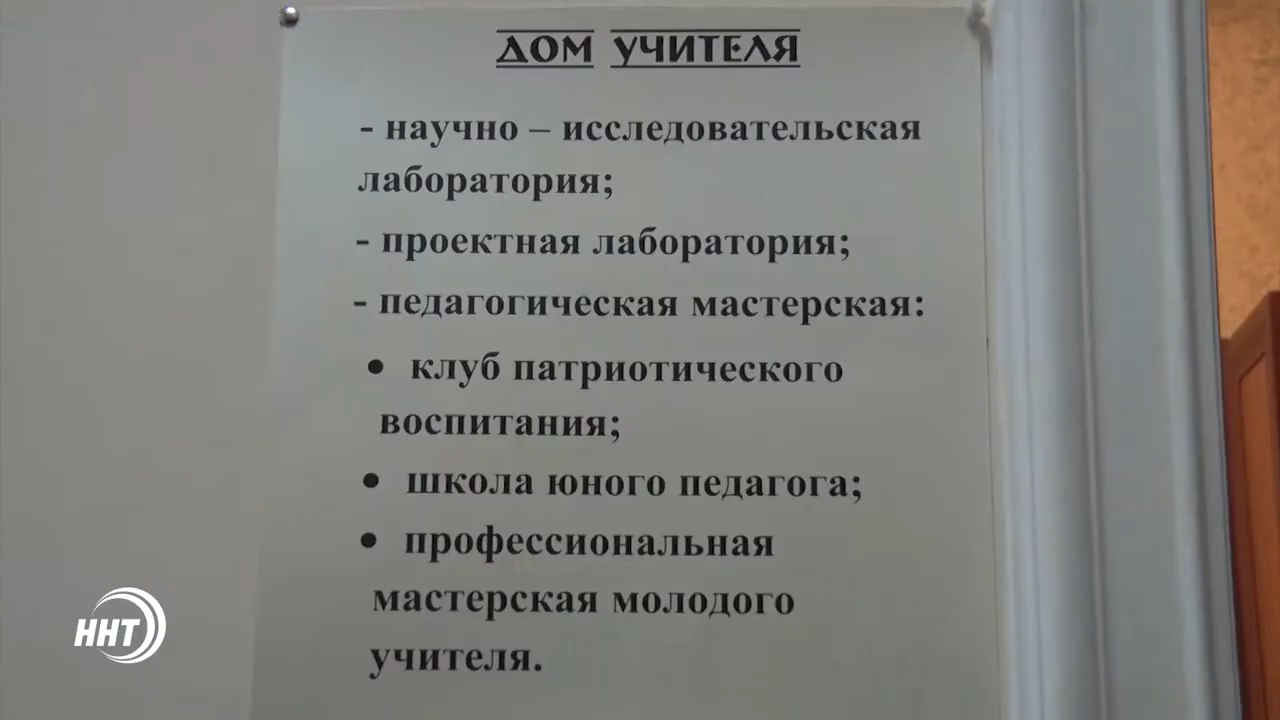 ДОМ УЧИТЕЛЯ
- научно – исследовательская
лаборатория;
- проектная лаборатория;
- педагогическая мастерская:
• клуб патриотического
воспитания;
• школа юного педагога;
• профессиональная
мастерская молодого
учителя.
ННТ